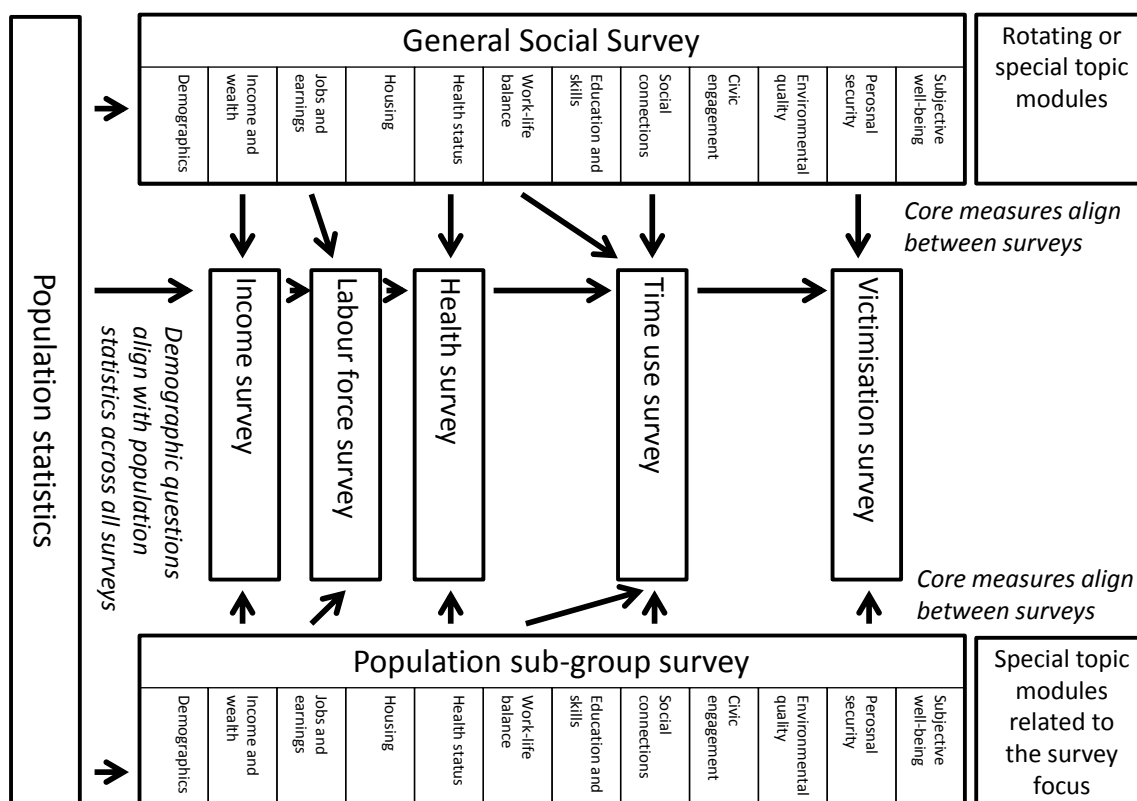 General Social Survey
Demographics
Income and
wealth
Jobs and
earnings
Housing
Health status
Work-life
balance
Education and
skills
Social
connections
Civic
engagement
Environmental
quality
Perosnal
security
Subjective
well-being
Rotating or
special topic
modules
Core measures align
between surveys
Population statistics
Demographic questions
align with population
statistics across all surveys
Income survey
Labour force survey
Health survey
Time use survey
Victimisation survey
Core measures align
between surveys
Population sub-group survey
Demographics
Income and
wealth
Jobs and
earnings
Housing
Health status
Work-life
balance
Education and
skills
Social
connections
Civic
engagement
Environmental
quality
Perosnal
security
Subjective
well-being
Special topic
modules
related to
the survey
focus